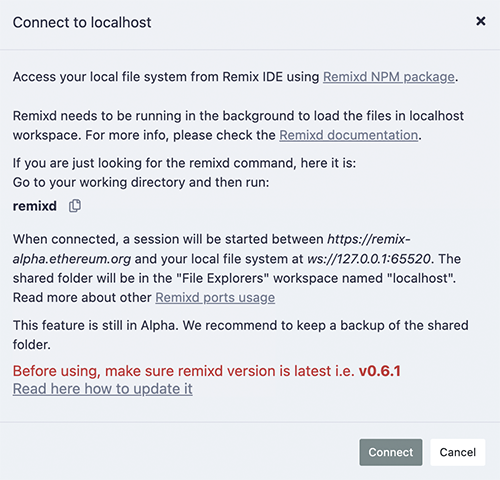 Connect to localhost
Access your local file system from Remix IDE using Remixd NPM package.
Remixd needs to be running in the background to load the files in localhost
workspace. For more info, please check the Remixd documentation.
If you are just looking for the remixd command, here it is:
Go to your working directory and then run:
remixd
When connected, a session will be started between https://remix-
alpha.ethereum.org and your local file system at ws://127.0.0.1:65520. The
shared folder will be in the "File Explorers" workspace named "localhost".
Read more about other Remixd ports usage
This feature is still in Alpha. We recommend to keep a backup of the shared
folder.
Before using, make sure remixd version is latest i.e. v0.6.1
Read here how to update it
Connect Cancel